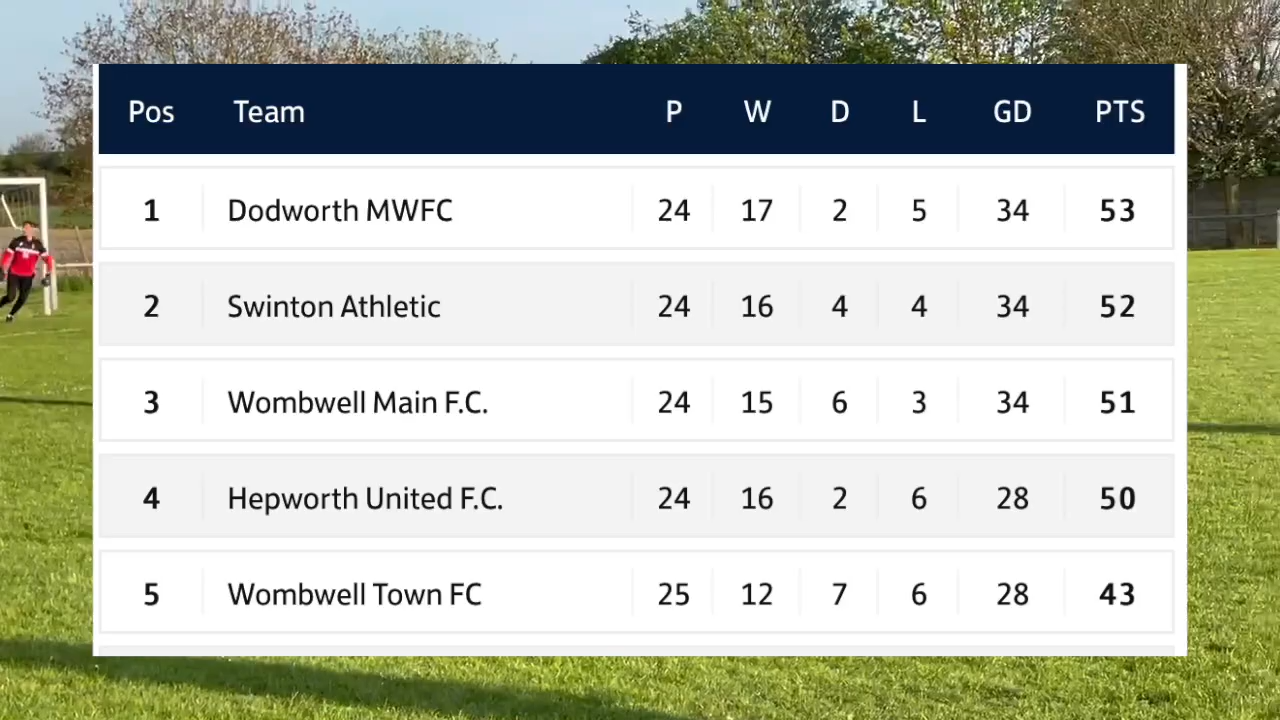 Pos Team P W D L GD PTS
1 Dodworth MWFC 24 17 2 5 34 53
2 Swinton Athletic 24 16 4 4 34 52
3 Wombwell Main F.C. 24 15 6 3 34 51
4 Hepworth United F.C. 24 16 2 6 28 50
5 Wombwell Town FC 25 12 7 6 28 43